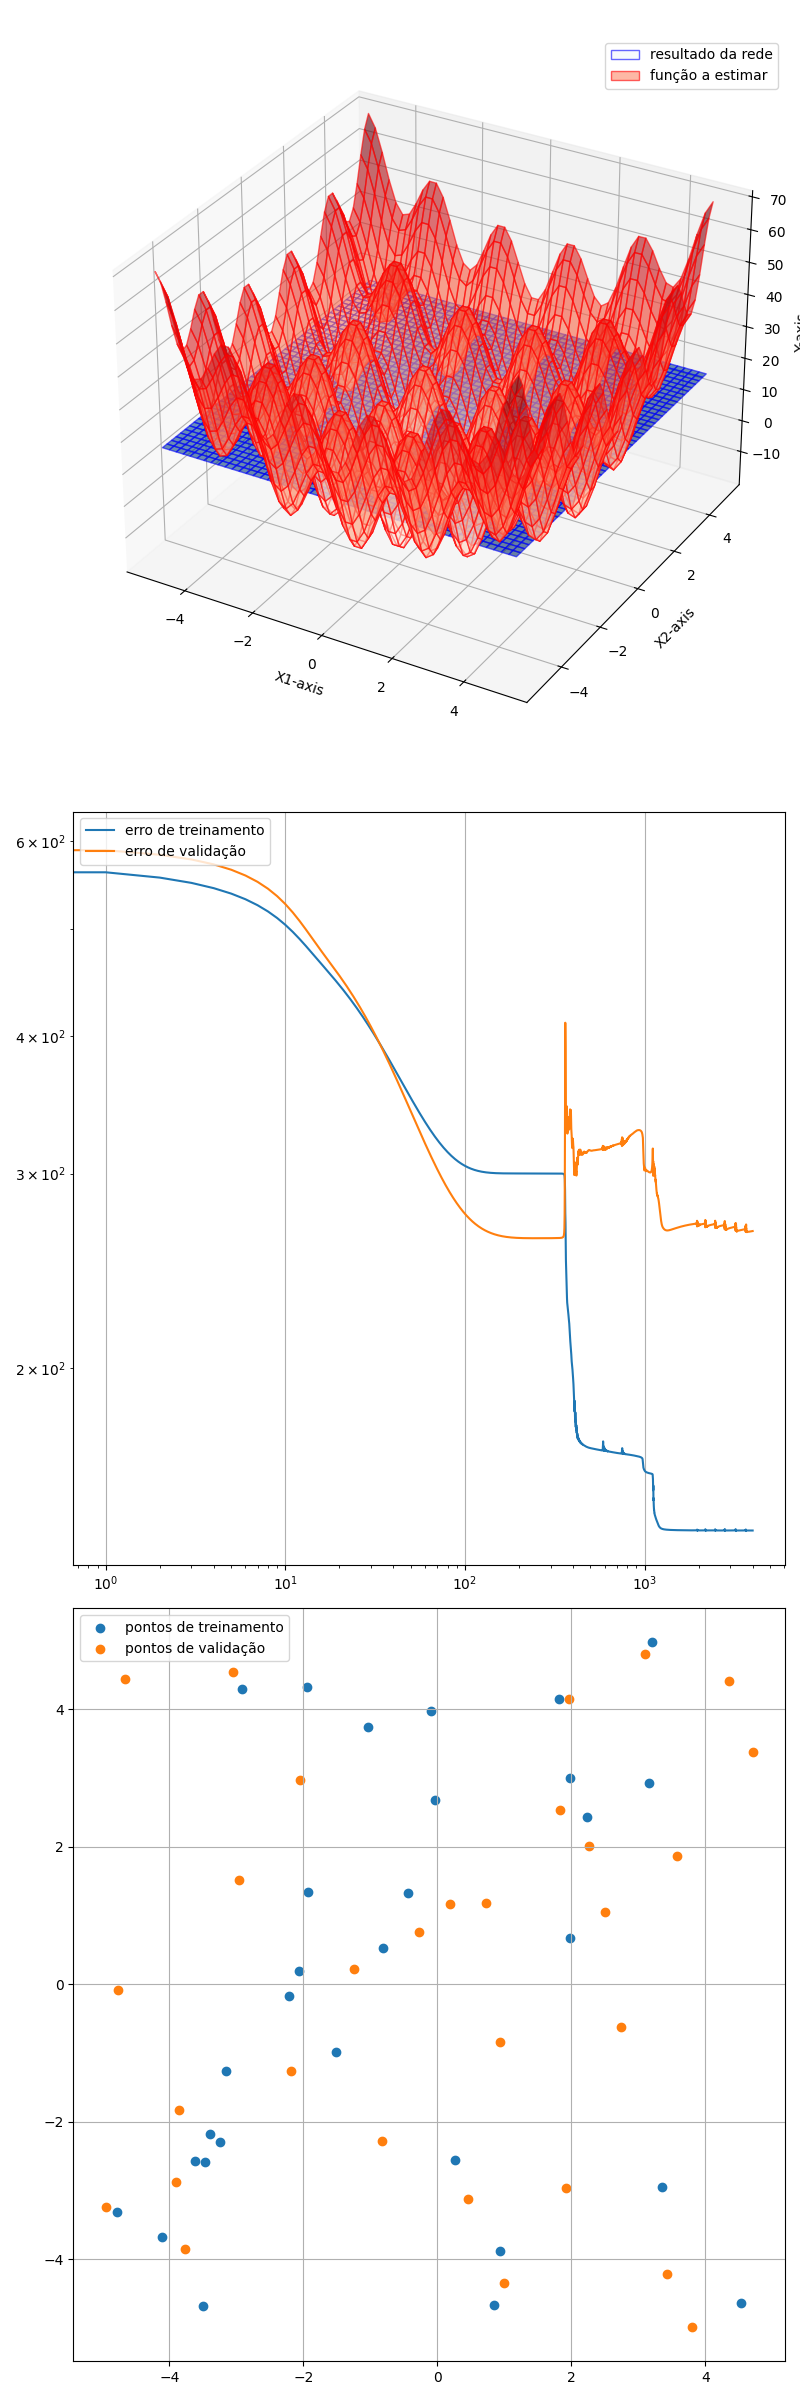 resultado da rede
função a estimar
70
60
50
40
30
20
10
0
−10
Y-axis
−4
−2
0
2
4
X1-axis
−4
−2
0
2
4
X2-axis
erro de treinamento
erro de validação
6 × 10²
4 × 10²
3 × 10²
2 × 10²
10⁰
10¹
10²
10³
pontos de treinamento
pontos de validação
4
2
0
−2
−4
−4
−2
0
2
4